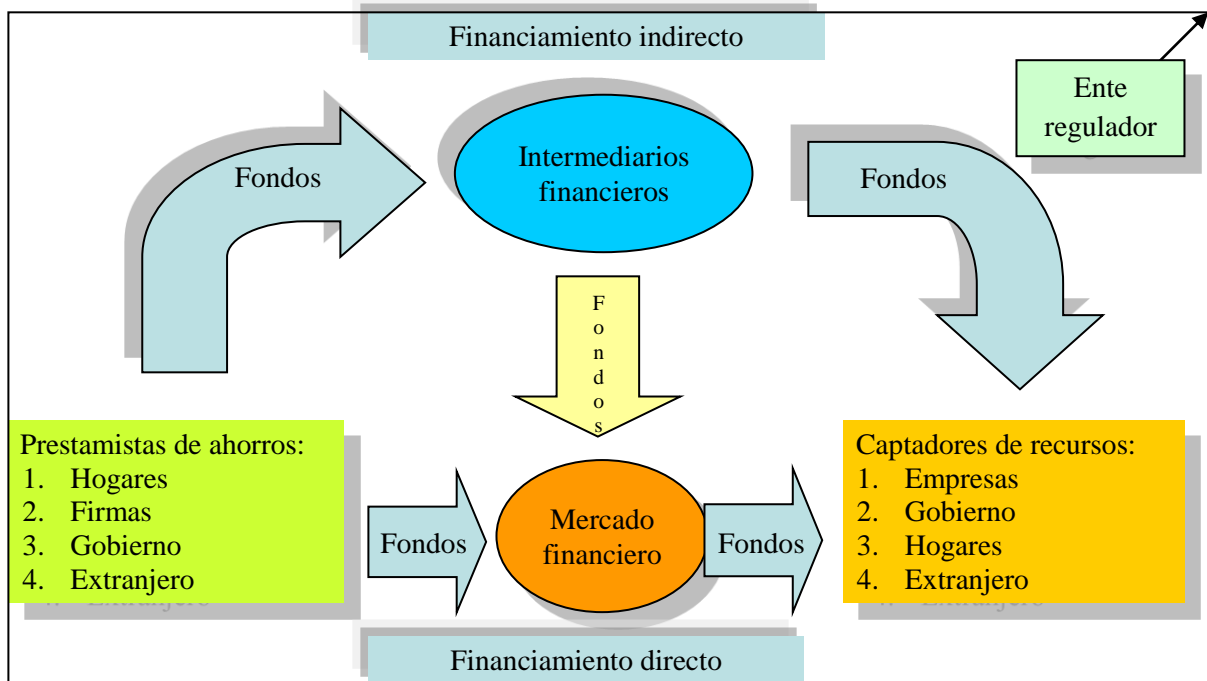 Financiamiento indirecto
Ente
regulador
Intermediarios
financieros
Fondos
Fondos
Fondos
Prestamistas de ahorros:
1. Hogares
2. Firmas
3. Gobierno
4. Extranjero
Fondos
Mercado
financiero
Fondos
Captadores de recursos:
1. Empresas
2. Gobierno
3. Hogares
4. Extranjero
Financiamiento directo